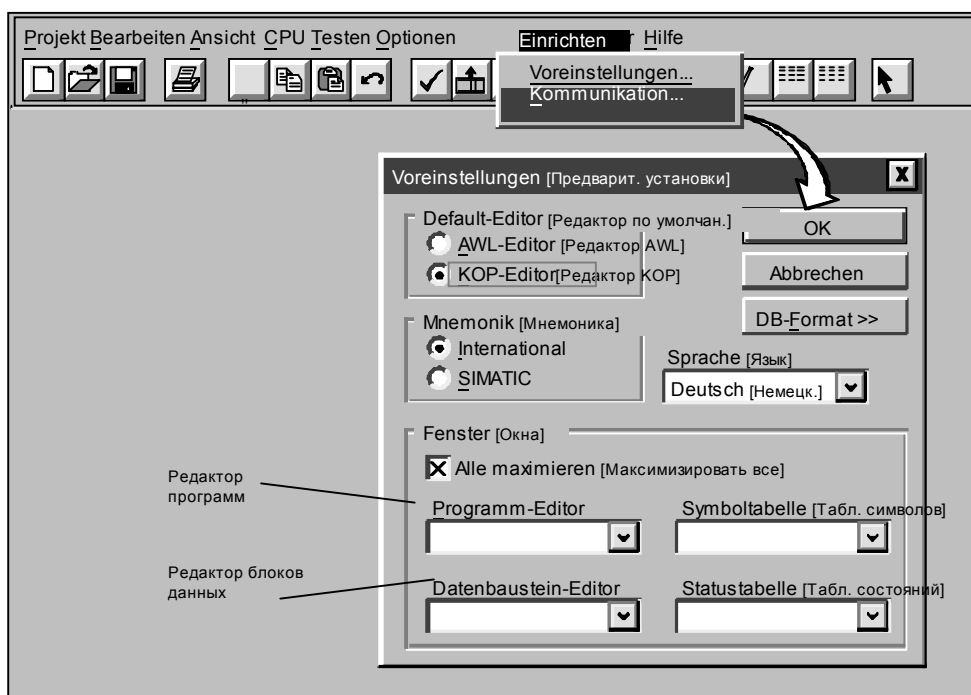 Projekt Bearbeiten Ansicht CPU Testen Optionen Einrichten r Hilfe
Voreinstellungen...
Kommunikation...
Voreinstellungen [Предварит. установки]
Default-Editor [Редактор по умолчан.]
AWL-Editor [Редактор AWL]
KOP-Editor[Редактор KOP]
OK
Abbrechen
DB-Format >>
Mnemonik [Мнемоника]
International
SIMATIC
Sprache [Язык]
Deutsch [Немецк.]
Fenster [Окна]
Alle maximieren [Максимизировать все]
Редактор
программ
Programm-Editor
Symboltabelle [Табл. символов]
Редактор блоков
данных
Datenbaustein-Editor
Statustabelle [Табл. состояний]